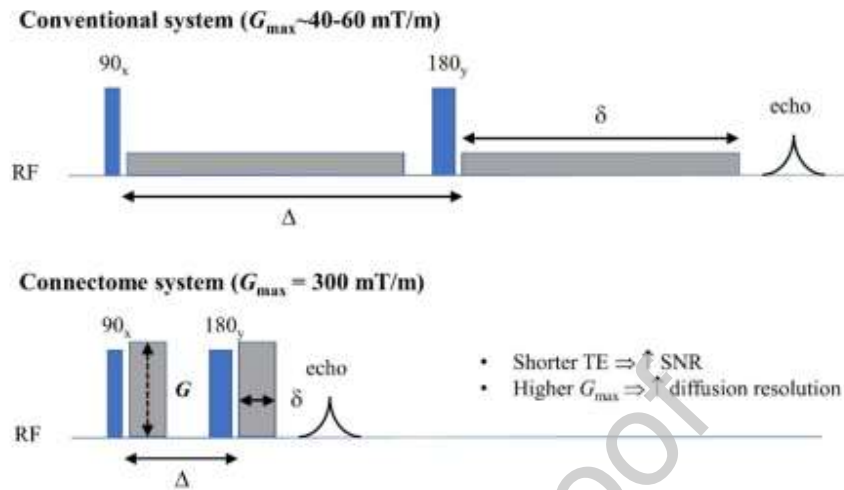 Conventional system (Gmax~40-60 mT/m)
90x
180y
echo
δ
RF
Δ
Connectome system (Gmax = 300 mT/m)
90x
180y
echo
G
δ
RF
Δ
• Shorter TE ⇒ ↑ SNR
• Higher Gmax ⇒ ↑ diffusion resolution
oof